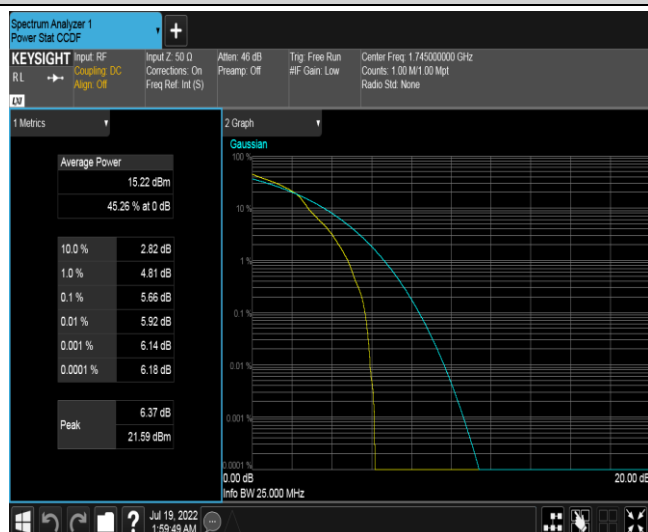 Spectrum Analyzer 1
Power Stat CCDF
+
KEYSIGHT
RL
LXI
Input: RF
Coupling: DC
Align: Off
Input Z: 50 Ω
Corrections: On
Freq Ref: Int (S)
Atten: 46 dB
Preamp: Off
Trig: Free Run
#IF Gain: Low
Center Freq: 1.745000000 GHz
Counts: 1.00 M/1.00 Mpt
Radio Std: None
1 Metrics
Average Power
15.22 dBm
45.26 % at 0 dB
10.0 % 2.82 dB
1.0 % 4.81 dB
0.1 % 5.66 dB
0.01 % 5.92 dB
0.001 % 6.14 dB
0.0001 % 6.18 dB
Peak
6.37 dB
21.59 dBm
2 Graph
Gaussian
100 %
10 %
1 %
0.1 %
0.01 %
0.001 %
0.0001 %
0.00 dB
20.00 dB
Info BW 25.000 MHz
?
Jul 19, 2022
1:59:49 AM